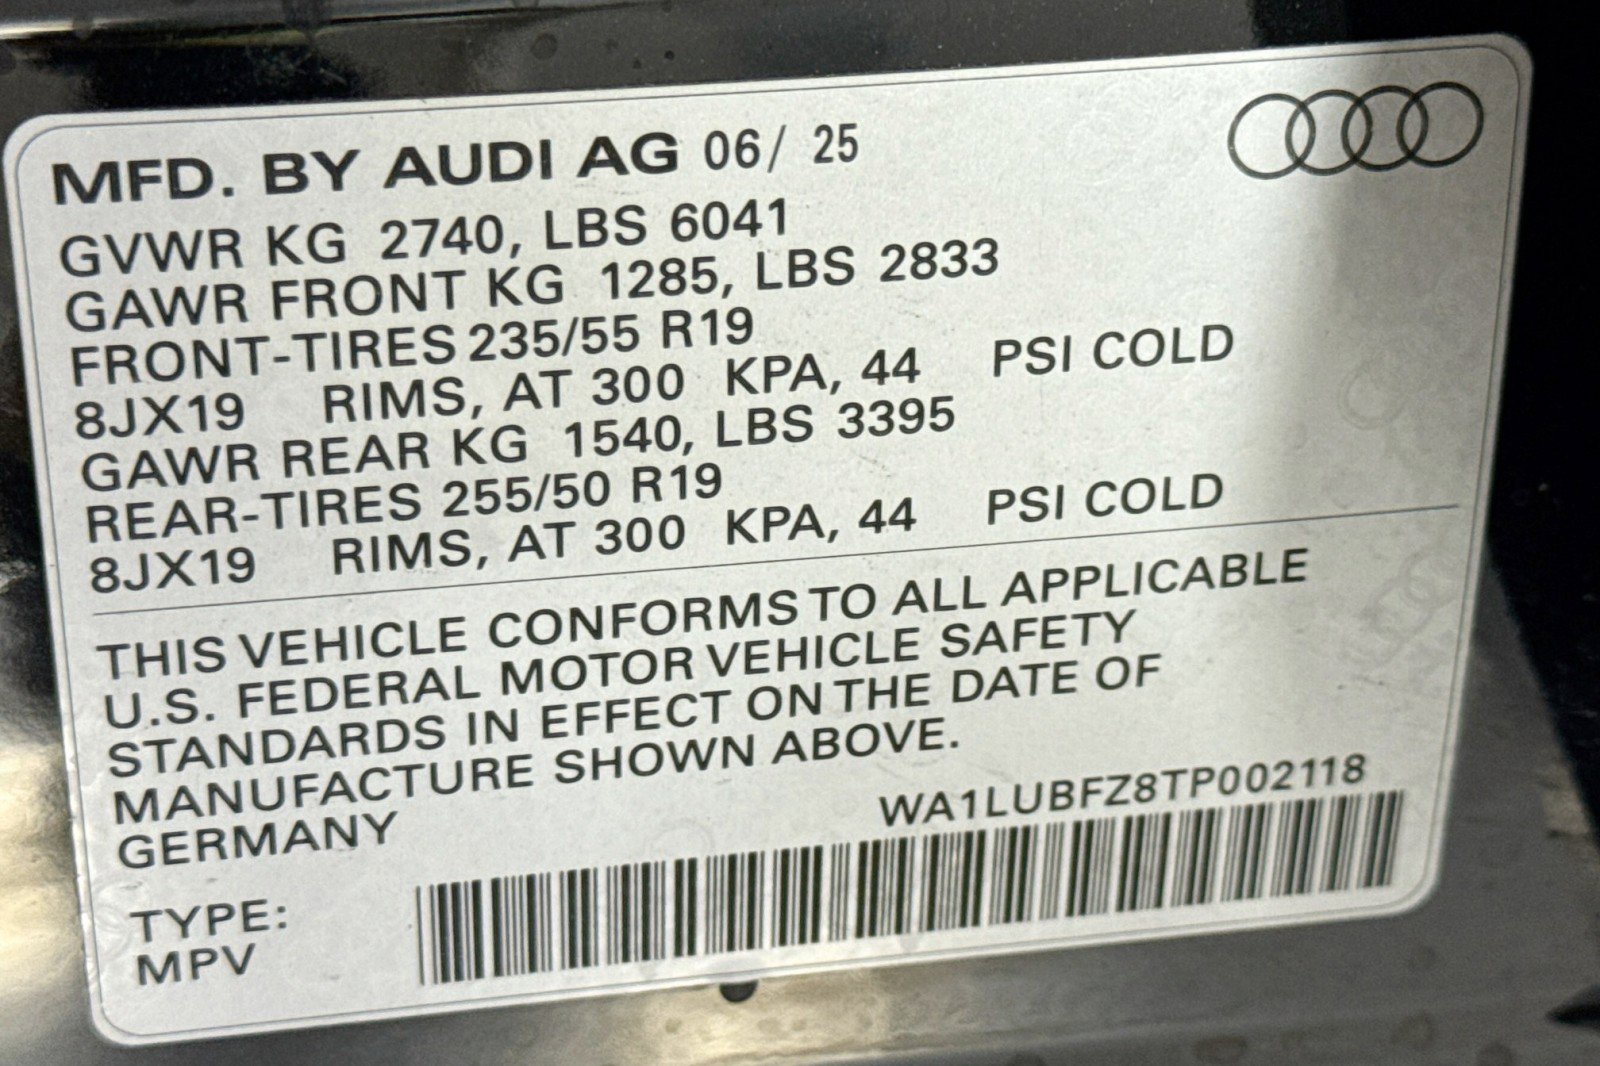 MFD. BY AUDI AG 06/ 25
GVWR KG 2740, LBS 6041
GAWR FRONT KG 1285, LBS 2833
FRONT-TIRES 235/55 R19
8JX19 RIMS, AT 300 KPA, 44 PSI COLD
GAWR REAR KG 1540, LBS 3395
REAR-TIRES 255/50 R19
8JX19 RIMS, AT 300 KPA, 44 PSI COLD
THIS VEHICLE CONFORMS TO ALL APPLICABLE
U.S. FEDERAL MOTOR VEHICLE SAFETY
STANDARDS IN EFFECT ON THE DATE OF
MANUFACTURE SHOWN ABOVE.
GERMANY
WA1LUBFZ8TP002118
TYPE:
MPV